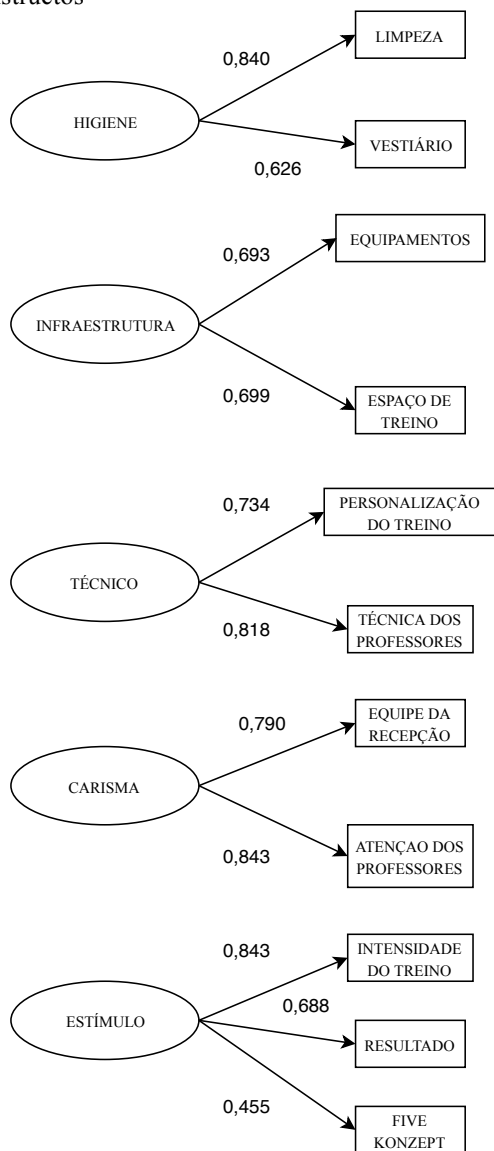 0,840
LIMPEZA
HIGIENE
VESTIÁRIO
0,626
EQUIPAMENTOS
0,693
INFRAESTRUTURA
0,699
ESPAÇO DE
TREINO
0,734
PERSONALIZAÇÃO
DO TREINO
TÉCNICO
0,818
TÉCNICA DOS
PROFESSORES
0,790
EQUIPE DA
RECEPÇÃO
CARISMA
0,843
ATENÇAO DOS
PROFESSORES
0,843
INTENSIDADE
DO TREINO
0,688
ESTÍMULO
RESULTADO
0,455
FIVE
KONZEPT